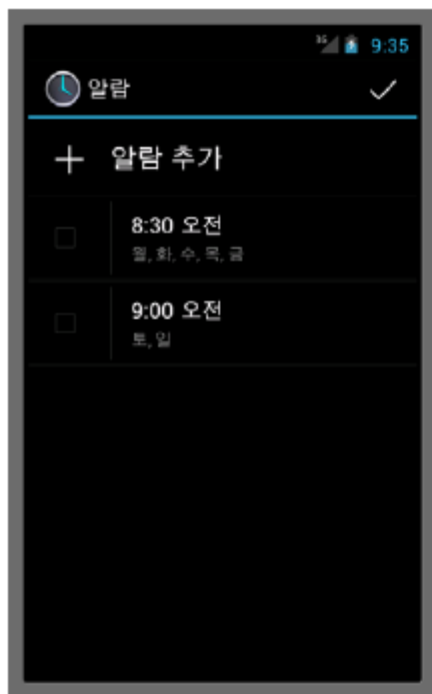 3G 9:35
알람
알람 추가
8:30 오전
월, 화, 수, 목, 금
9:00 오전
토, 일